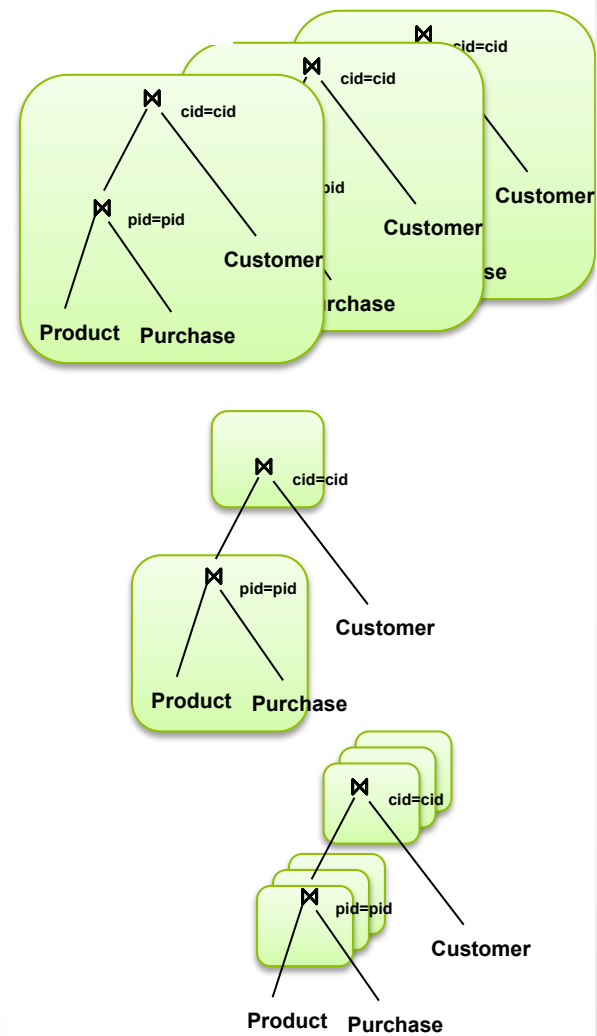 cid=cid
cid=cid
cid=cid
Customer
pid
pid=pid
Customer
Customer
se
rchase
Product Purchase
cid=cid
pid=pid
Customer
Product Purchase
cid=cid
pid=pid
Customer
Product Purchase